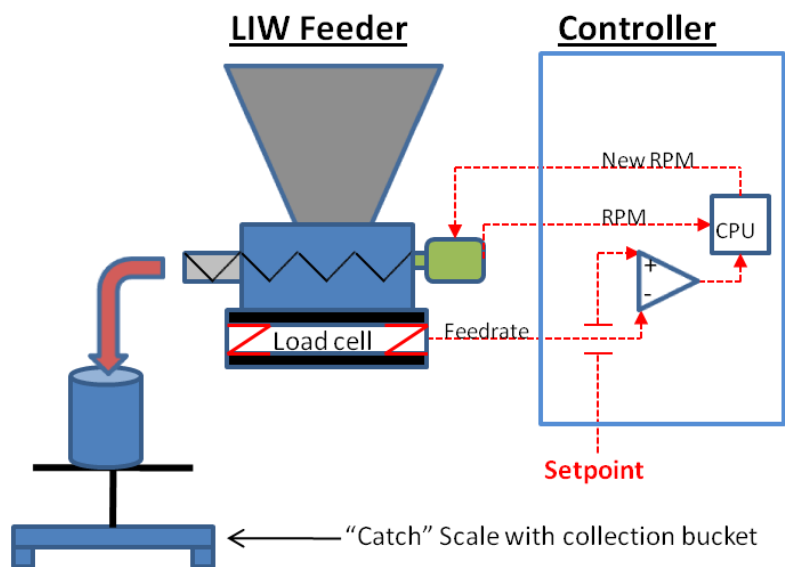 LIW Feeder
Controller
New RPM
RPM
CPU
+
-
Load cell
Feedrate
Setpoint
“Catch” Scale with collection bucket